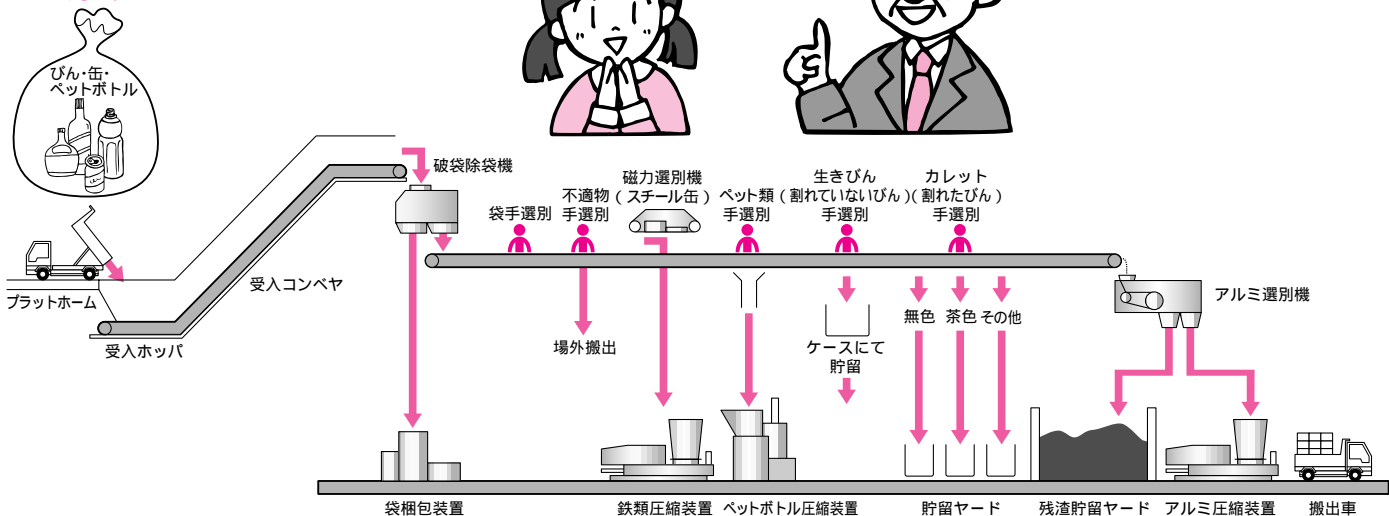 びん・缶・
ペットボトル
プラットホーム
受入ホッパ
受入コンベヤ
破袋除袋機
袋手選別
不適物
手選別
磁力選別機
(スチール缶)
ペット類
手選別
生きびん
(割れていないびん)
手選別
カレット
(割れたびん)
手選別
アルミ選別機
場外搬出
ケースにて
貯留
無色
茶色
その他
袋梱包装置
鉄類圧縮装置
ペットボトル圧縮装置
貯留ヤード
残渣貯留ヤード
アルミ圧縮装置
搬出車